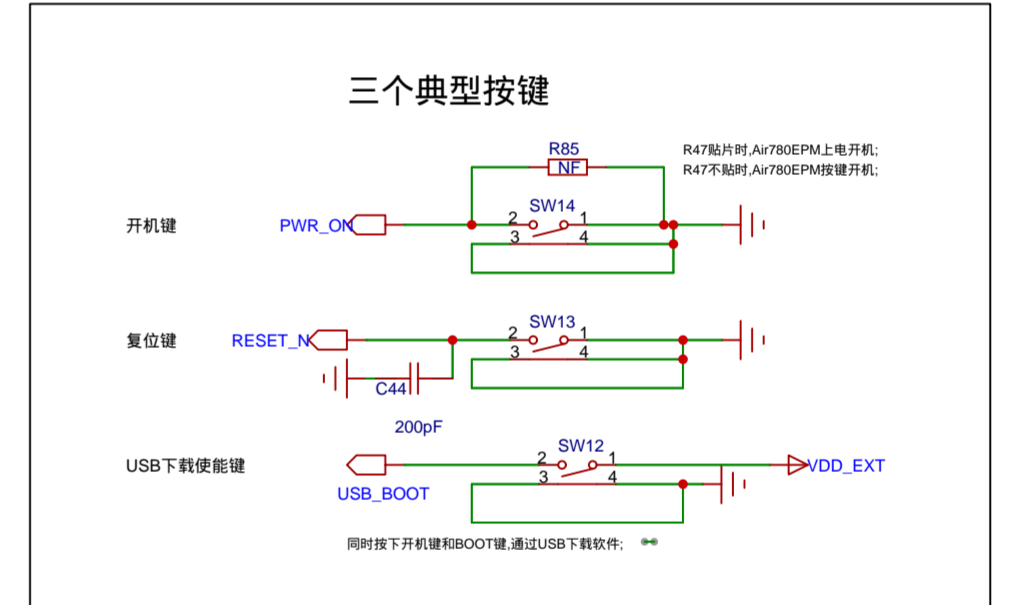 三个典型按键
R85
NF
R47贴片时,Air780EPM上电开机;
R47不贴时,Air780EPM按键开机;
SW14
2
1
开机键
PWR_ON
3
4
SW13
2
1
复位键
RESET_N
3
4
C44
200pF
SW12
2
1
USB下载使能键
VDD_EXT
3
4
USB_BOOT
同时按下开机键和BOOT键,通过USB下载软件;